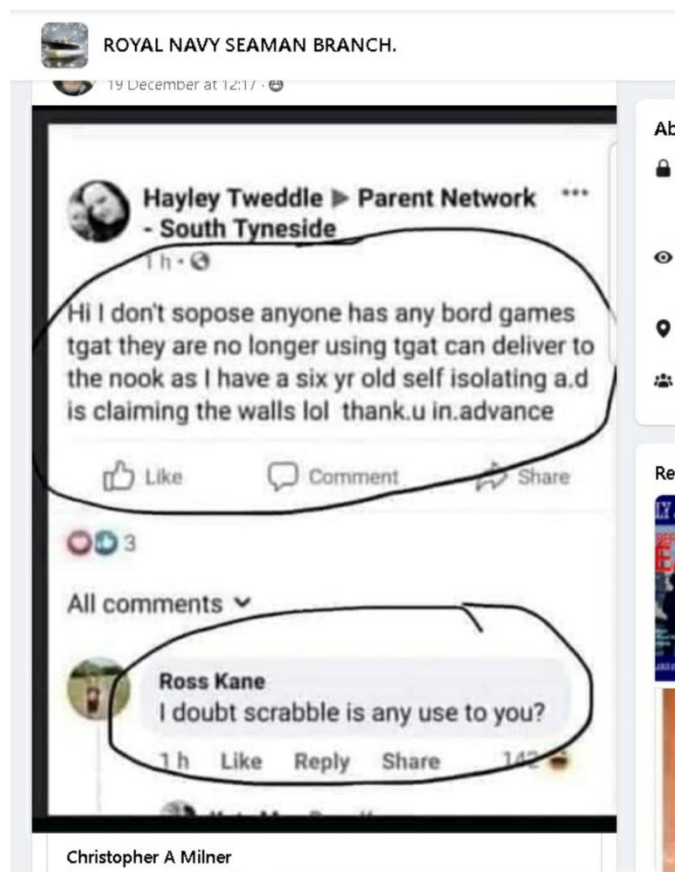 ROYAL NAVY SEAMAN BRANCH.
19 December at 12:17 ·
Ab
Hayley Tweddle ▶ Parent Network ···
- South Tyneside
1 h ·
Hi I don't sopose anyone has any bord games
tgat they are no longer using tgat can deliver to
the nook as I have a six yr old self isolating a.d
is claiming the walls lol thank.u in.advance
Like Comment Share
Re
3
All comments
Ross Kane
I doubt scrabble is any use to you?
1 h Like Reply Share 142
Christopher A Milner